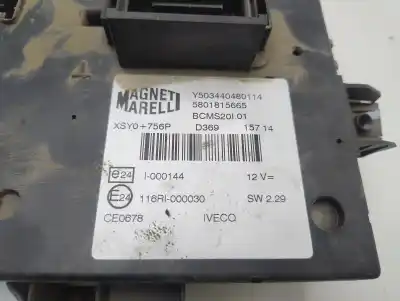 MAGNETI MARELLI
Y503440480114
5801815665
BCMS20I.01
XSY0+756P D369 157 14
e24 I-000144 12 V=
E24 116RI-000030 SW 2.29
CE0678 IVECO